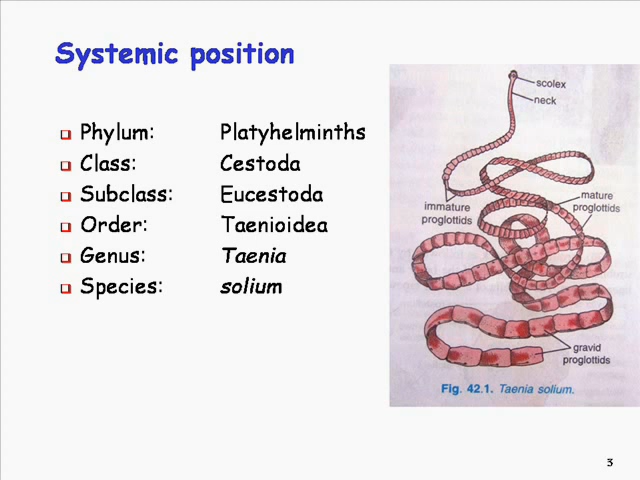 Systemic position
Phylum: Platyhelminths
Class: Cestoda
Subclass: Eucestoda
Order: Taenioidea
Genus: Taenia
Species: solium
scolex
neck
immature
proglottids
mature
proglottids
gravid
proglottids
Fig. 42.1. Taenia solium.
3